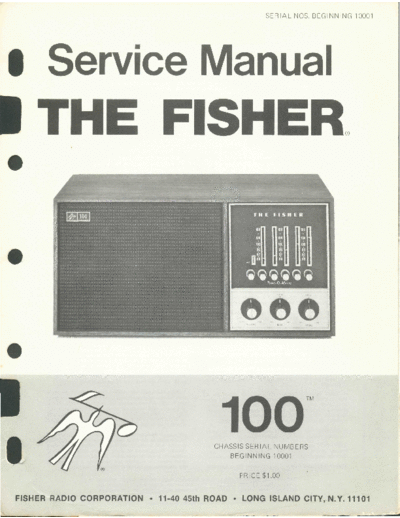 SERIAL NOS. BEGINNING 10001
Service Manual
THE FISHER
THE FISHER
100
100™
CHASSIS SERIAL NUMBERS
BEGINNING 10001
PRICE $1.00
FISHER RADIO CORPORATION • 11-40 45th ROAD • LONG ISLAND CITY, N.Y. 11101